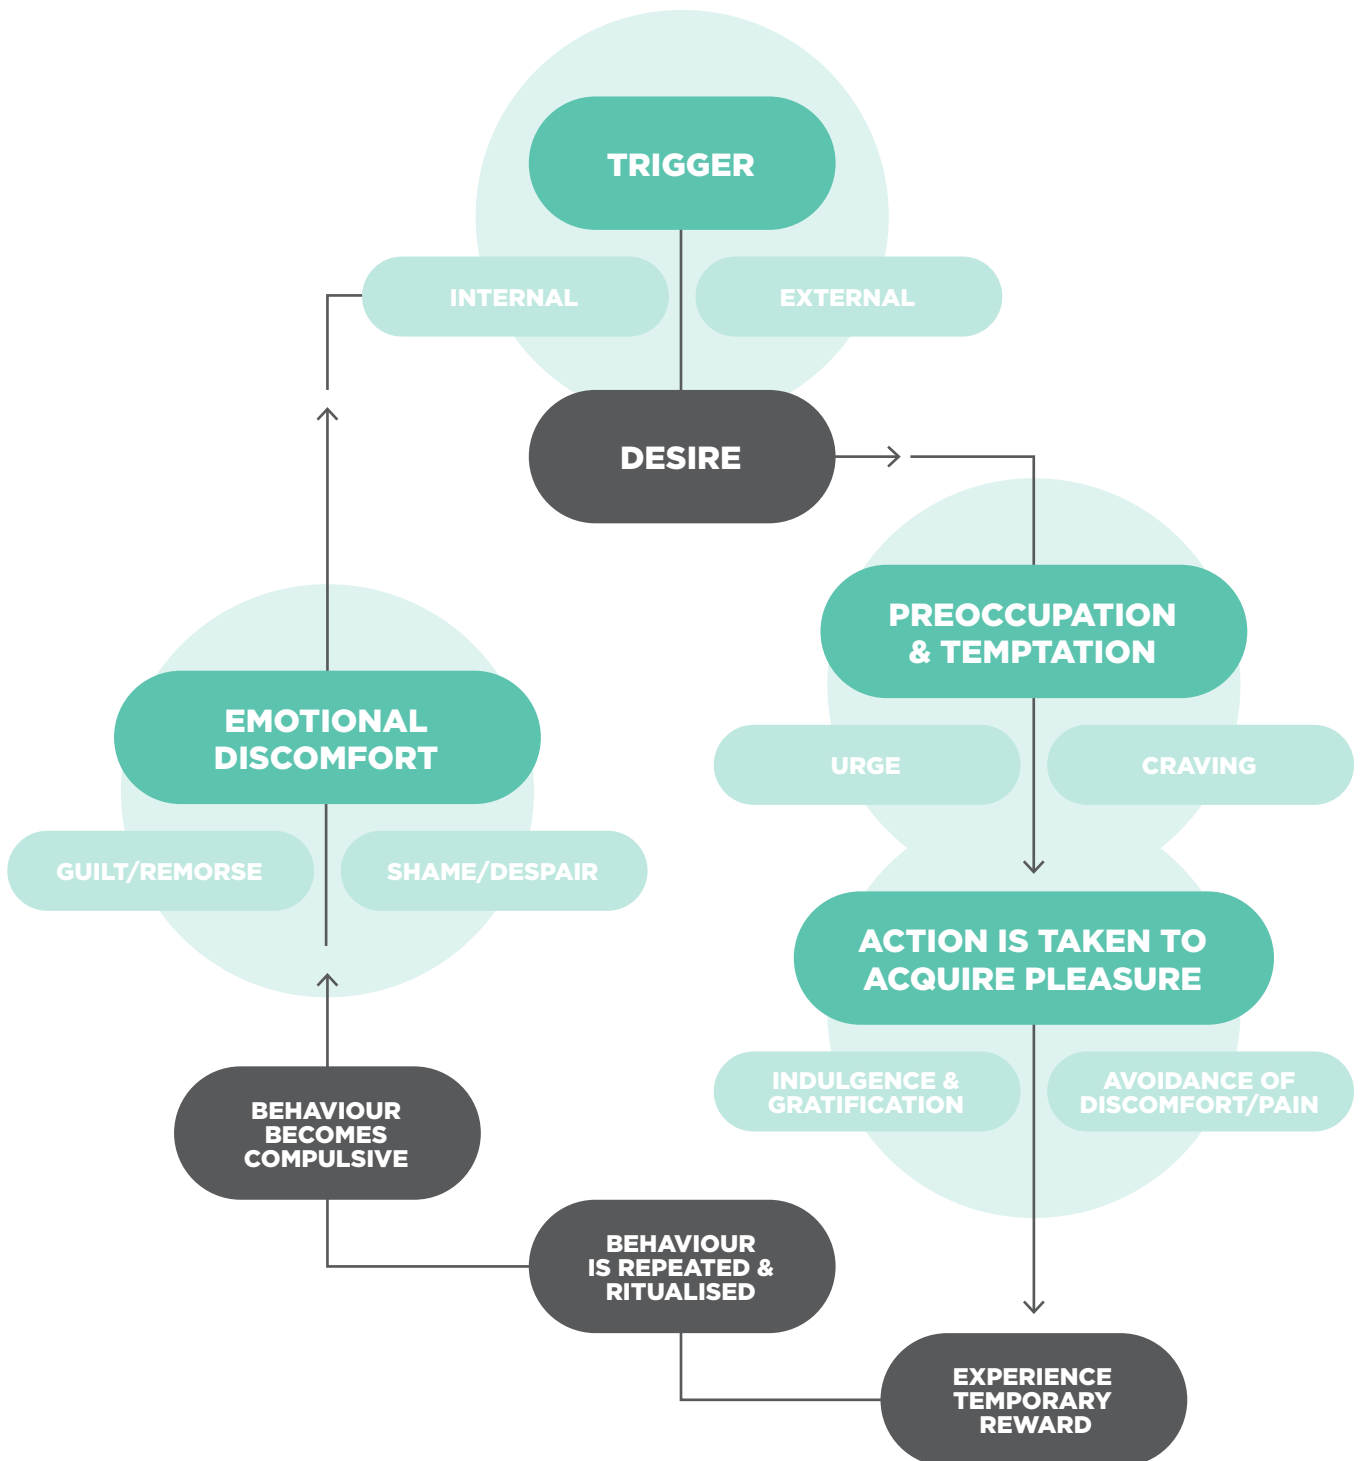 TRIGGER
INTERNAL
EXTERNAL
DESIRE
PREOCCUPATION
& TEMPTATION
URGE
CRAVING
EMOTIONAL
DISCOMFORT
GUILT/REMORSE
SHAME/DESPAIR
ACTION IS TAKEN TO
ACQUIRE PLEASURE
INDULGENCE &
GRATIFICATION
AVOIDANCE OF
DISCOMFORT/PAIN
BEHAVIOUR
BECOMES
COMPULSIVE
BEHAVIOUR
IS REPEATED &
RITUALISED
EXPERIENCE
TEMPORARY
REWARD